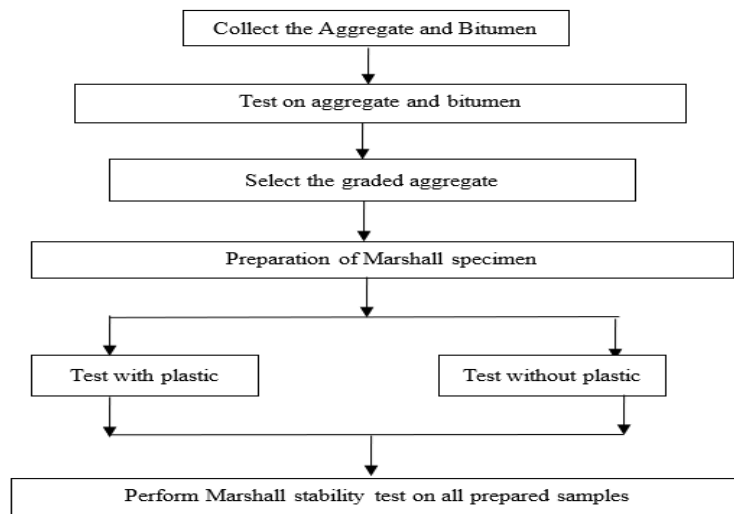 Collect the Aggregate and Bitumen
Test on aggregate and bitumen
Select the graded aggregate
Preparation of Marshall specimen
Test with plastic
Test without plastic
Perform Marshall stability test on all prepared samples